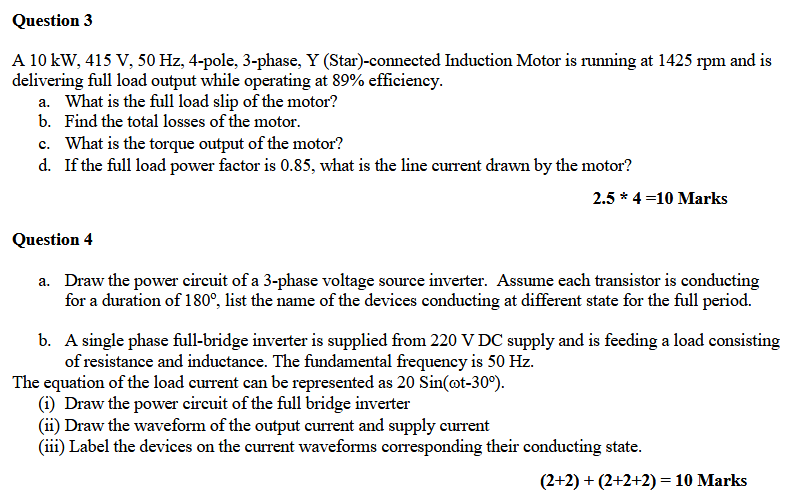 Question 3
A 10 kW, 415 V, 50 Hz, 4-pole, 3-phase, Y (Star)-connected Induction Motor is running at 1425 rpm and is
delivering full load output while operating at 89% efficiency.
a. What is the full load slip of the motor?
b. Find the total losses of the motor.
c. What is the torque output of the motor?
d. If the full load power factor is 0.85, what is the line current drawn by the motor?
2.5 * 4 =10 Marks
Question 4
a. Draw the power circuit of a 3-phase voltage source inverter. Assume each transistor is conducting
for a duration of 180º, list the name of the devices conducting at different state for the full period.
b. A single phase full-bridge inverter is supplied from 220 V DC supply and is feeding a load consisting
of resistance and inductance. The fundamental frequency is 50 Hz.
The equation of the load current can be represented as 20 Sin(ωt-30º).
(i) Draw the power circuit of the full bridge inverter
(ii) Draw the waveform of the output current and supply current
(iii) Label the devices on the current waveforms corresponding their conducting state.
(2+2) + (2+2+2) = 10 Marks